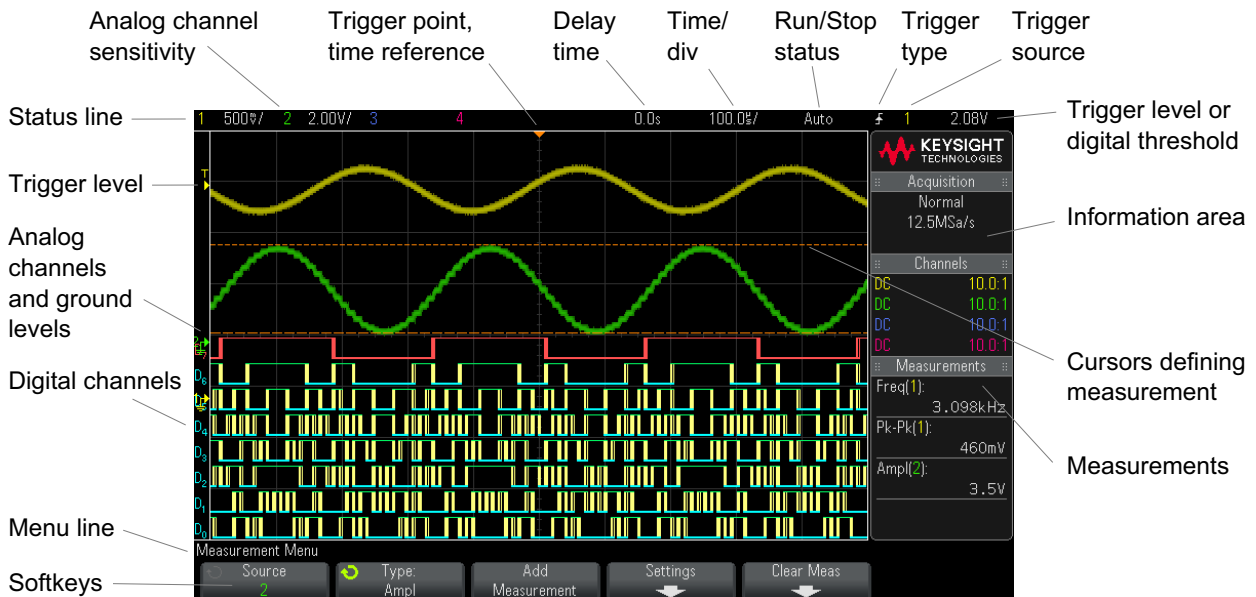 Analog channel
sensitivity
Trigger point,
time reference
Delay
time
Time/
div
Run/Stop
status
Trigger
type
Trigger
source
Status line
1 500mV/ 2 2.00V/ 3 4 0.0s 100.0us/ Auto 1 2.08V
Trigger level or
digital threshold
KEYSIGHT
TECHNOLOGIES
T
Trigger level
Acquisition
Normal
12.5MSa/s
Information area
Analog
channels
and ground
levels
Channels
DC 10.0:1
DC 10.0:1
DC 10.0:1
DC 10.0:1
Cursors defining
measurement
Digital channels
D6
D4
D3
D2
D1
D0
Measurements
Freq(1):
3.098kHz
Pk-Pk(1):
460mV
Ampl(2):
3.5V
Measurements
Menu line
Measurement Menu
Softkeys
Source
2
Type:
Ampl
Add
Measurement
Settings
Clear Meas